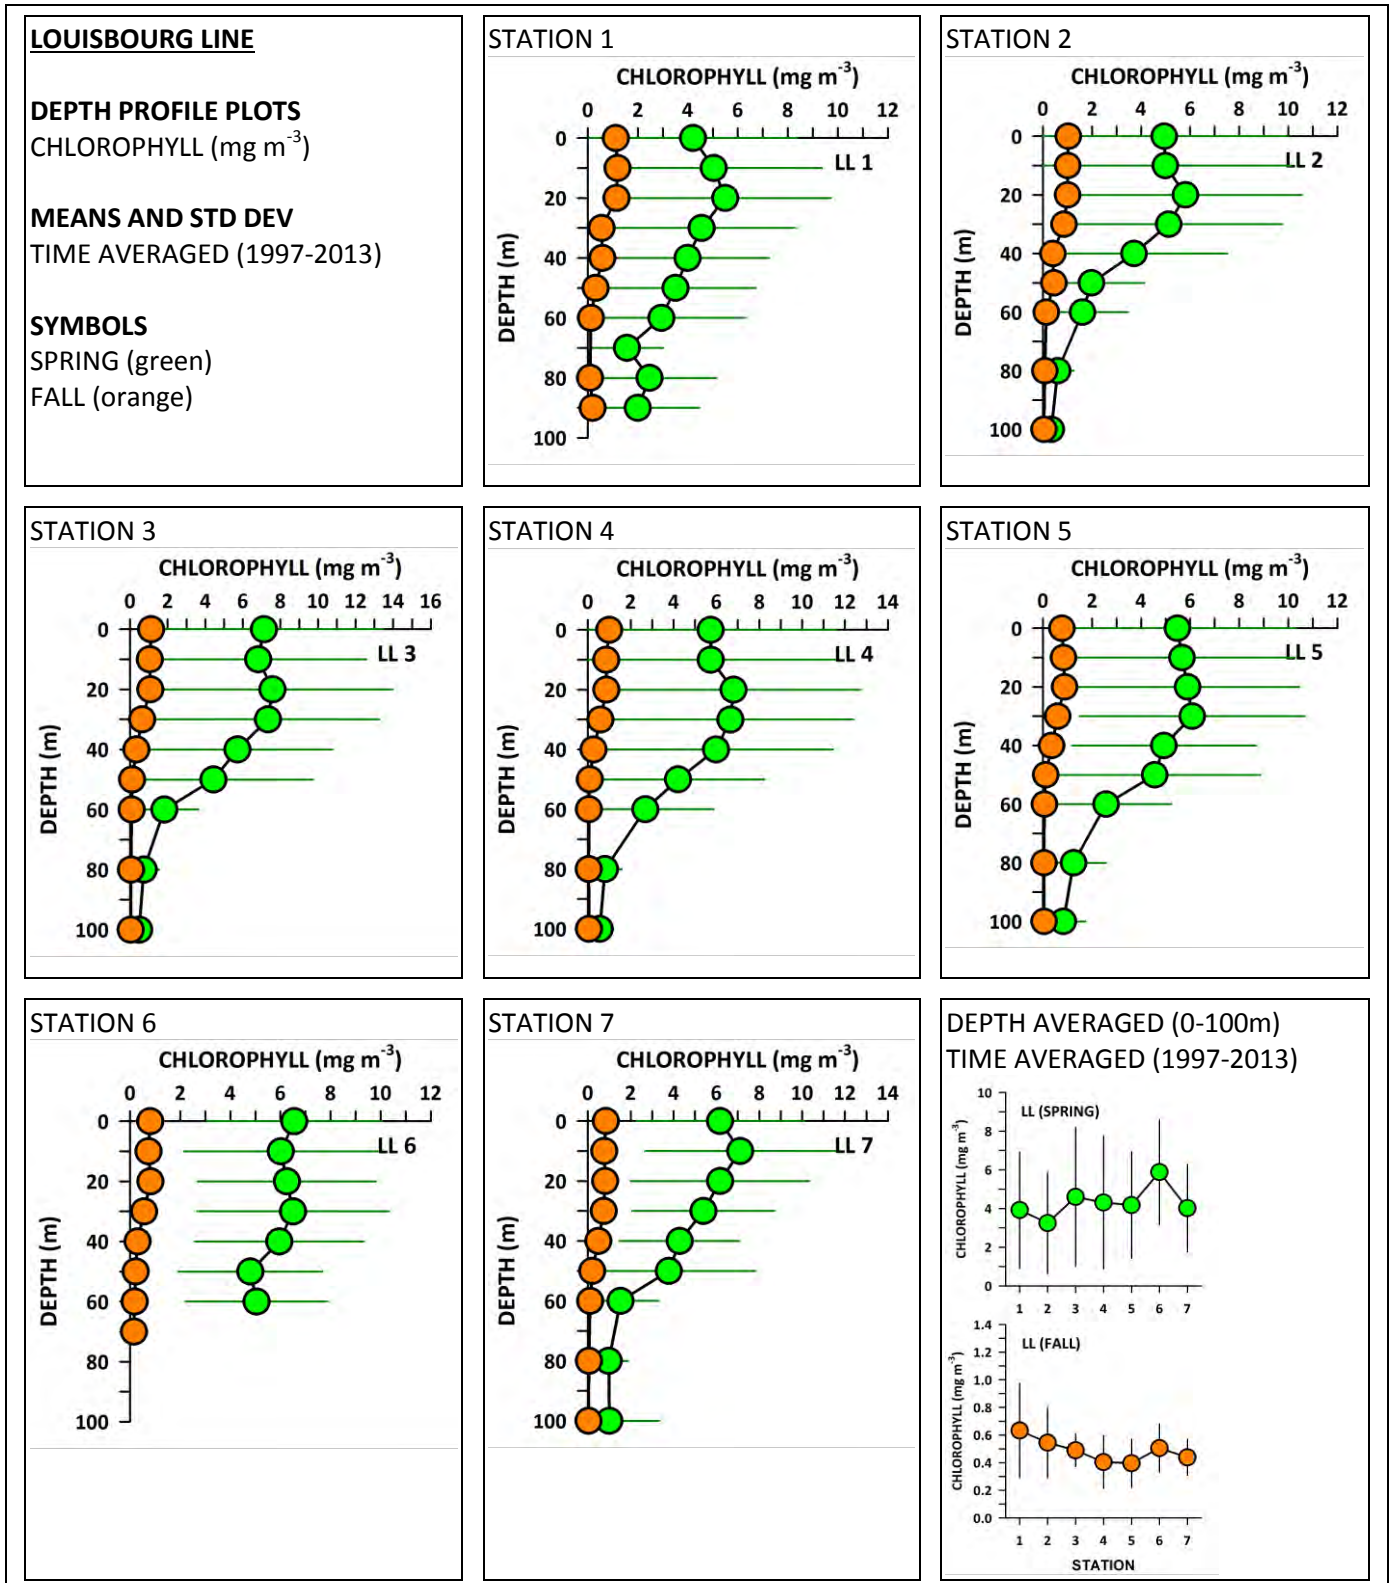 LOUISBOURG LINE
DEPTH PROFILE PLOTS
CHLOROPHYLL (mg m-3)
MEANS AND STD DEV
TIME AVERAGED (1997-2013)
SYMBOLS
SPRING (green)
FALL (orange)
STATION 1
CHLOROPHYLL (mg m-3)
0 2 4 6 8 10 12
LL 1
DEPTH (m)
0
20
40
60
80
100
STATION 2
CHLOROPHYLL (mg m-3)
0 2 4 6 8 10 12
LL 2
DEPTH (m)
0
20
40
60
80
100
STATION 3
CHLOROPHYLL (mg m-3)
0 2 4 6 8 10 12 14 16
LL 3
DEPTH (m)
0
20
40
60
80
100
STATION 4
CHLOROPHYLL (mg m-3)
0 2 4 6 8 10 12 14
LL 4
DEPTH (m)
0
20
40
60
80
100
STATION 5
CHLOROPHYLL (mg m-3)
0 2 4 6 8 10 12
LL 5
DEPTH (m)
0
20
40
60
80
100
STATION 6
CHLOROPHYLL (mg m-3)
0 2 4 6 8 10 12
LL 6
DEPTH (m)
0
20
40
60
80
100
STATION 7
CHLOROPHYLL (mg m-3)
0 2 4 6 8 10 12 14
LL 7
DEPTH (m)
0
20
40
60
80
100
DEPTH AVERAGED (0-100m)
TIME AVERAGED (1997-2013)
LL (SPRING)
CHLOROPHYLL (mg m-3)
10
8
6
4
2
0
1 2 3 4 5 6 7
LL (FALL)
CHLOROPHYLL (mg m-3)
1.4
1.2
1.0
0.8
0.6
0.4
0.2
0.0
1 2 3 4 5 6 7
STATION